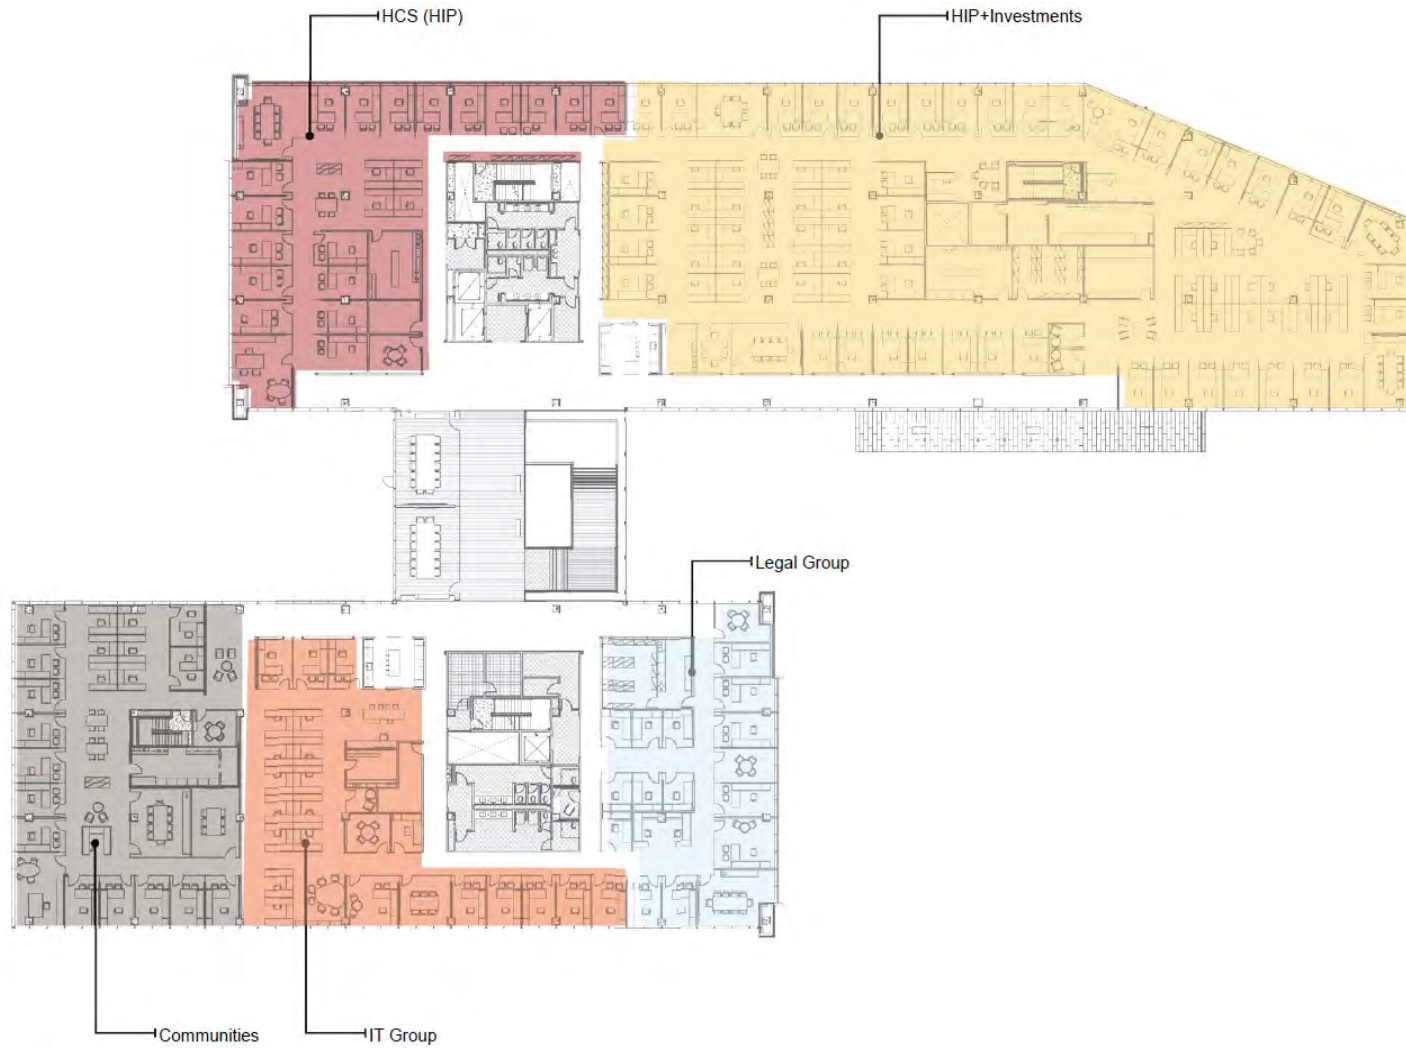 HCS (HIP)
HIP+Investments
Legal Group
Communities
IT Group